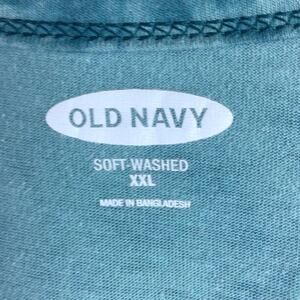 OLD NAVY
SOFT-WASHED
XXL
MADE IN BANGLADESH